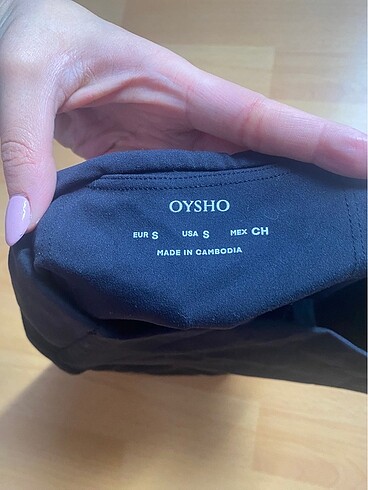 OYSHO
EUR S USA S MEX CH
MADE IN CAMBODIA